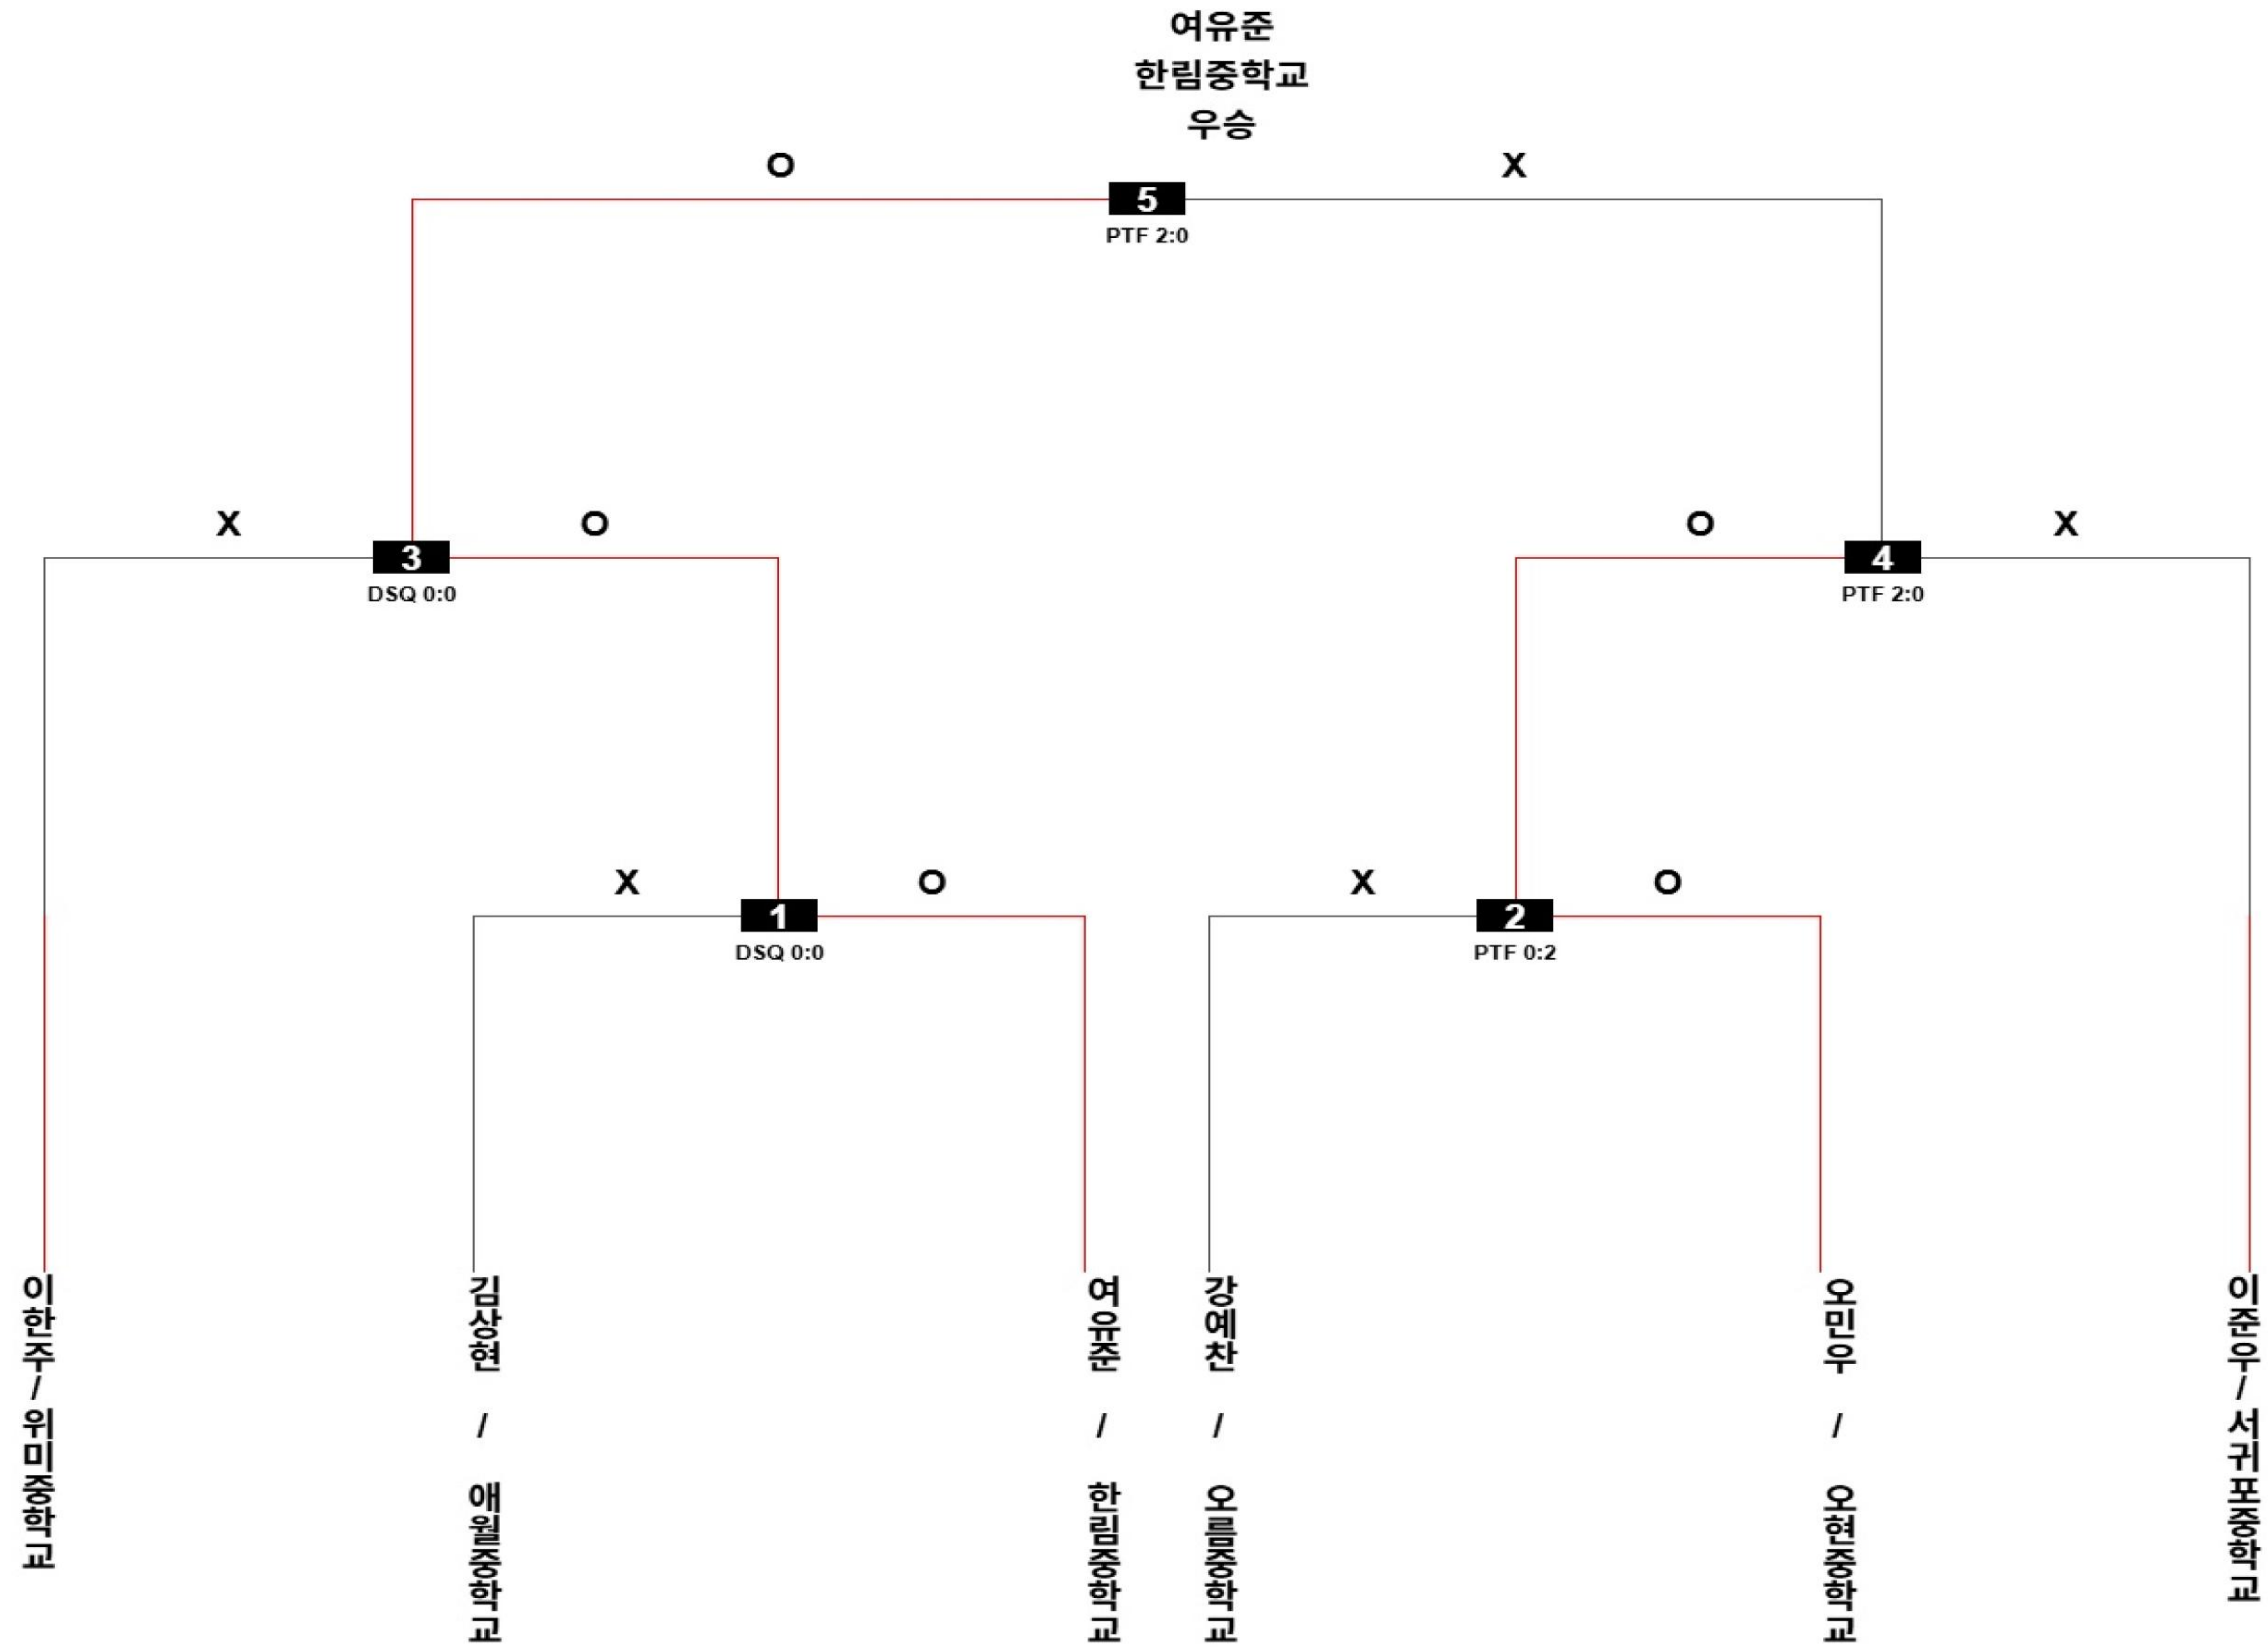 여유준
한림중학교
우승
O X
5
PTF 2:0
X O O X
3 4
DSQ 0:0 PTF 2:0
X O X O
1 2
DSQ 0:0 PTF 0:2
이한주/ 위미중학교
김상현 / 애월중학교
여유준 / 한림중학교
강예찬 / 오름중학교
오민우 / 오현중학교
이준우/ 서귀포중학교